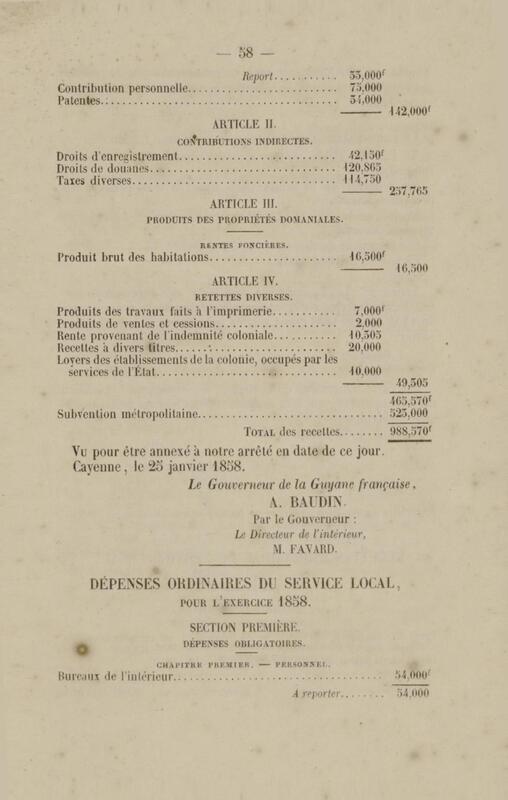 — 58 —
Report........... 33,000f
Contribution personnelle.......................... 75,000
Patentes......................................... 34,000
142,000f
ARTICLE II.
CONTRIBUTIONS INDIRECTES.
Droits d'enregistrement........................... 42,150f
Droits de douanes................................ 120,865
Taxes diverses................................... 114,750
257,765
ARTICLE III.
PRODUITS DES PROPRIÉTÉS DOMANIALES.
RENTES FONCIÈRES.
Produit brut des habitations...................... 16,500f
16,500
ARTICLE IV.
RETETTES DIVERSES.
Produits des travaux faits à l'imprimerie........... 7,000f
Produits de ventes et cessions..................... 2,000
Rente provenant de l'indemnité coloniale.......... 10,305
Recettes à divers titres........................... 20,000
Loyers des établissements de la colonie, occupés par les
services de l'État................................ 10,000
49,305
465,570f
Subvention métropolitaine................................ 523,000
TOTAL des recettes........ 988,570f
Vu pour être annexé à notre arrêté en date de ce jour.
Cayenne, le 25 janvier 1858.
Le Gouverneur de la Guyane française,
A. BAUDIN.
Par le Gouverneur :
Le Directeur de l'intérieur,
M. FAVARD.
DÉPENSES ORDINAIRES DU SERVICE LOCAL,
POUR L'EXERCICE 1858.
SECTION PREMIÈRE.
DÉPENSES OBLIGATOIRES.
CHAPITRE PREMIER. — PERSONNEL.
Bureaux de l'intérieur.................................... 54,000f
A reporter........ 54,000